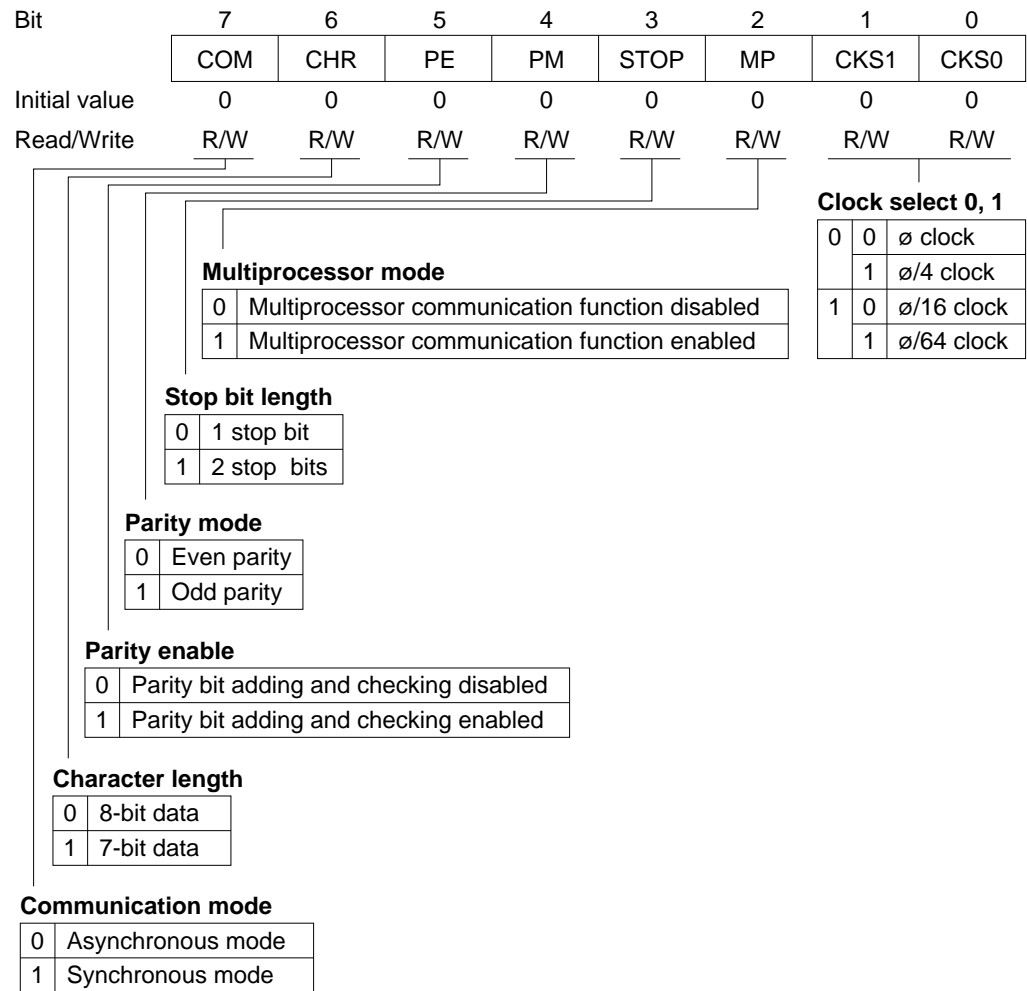 Bit 7 6 5 4 3 2 1 0
COM CHR PE PM STOP MP CKS1 CKS0
Initial value 0 0 0 0 0 0 0 0
Read/Write R/W R/W R/W R/W R/W R/W R/W R/W
Clock select 0, 1
0 0 ø clock
1 ø/4 clock
1 0 ø/16 clock
1 ø/64 clock
Multiprocessor mode
0 Multiprocessor communication function disabled
1 Multiprocessor communication function enabled
Stop bit length
0 1 stop bit
1 2 stop bits
Parity mode
0 Even parity
1 Odd parity
Parity enable
0 Parity bit adding and checking disabled
1 Parity bit adding and checking enabled
Character length
0 8-bit data
1 7-bit data
Communication mode
0 Asynchronous mode
1 Synchronous mode